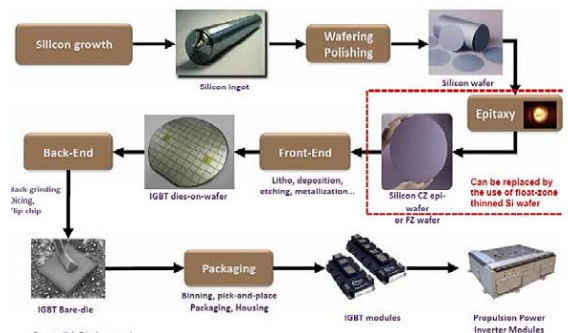 Silicon growth
Silicon ingot
Wafering
Polishing
Silicon wafer
Epitaxy
Back-End
Back grinding
Dicing,
flip chip
IGBT dies-on-wafer
Front-End
Litho, deposition,
etching, metallization...
Silicon CZ epi-
wafer
or FZ wafer
Can be replaced by
the use of float-zone
thinned Si wafer
IGBT Bare-die
Packaging
Binning, pick-and-place
Packaging, Housing
IGBT modules
Propulsion Power
Inverter Modules